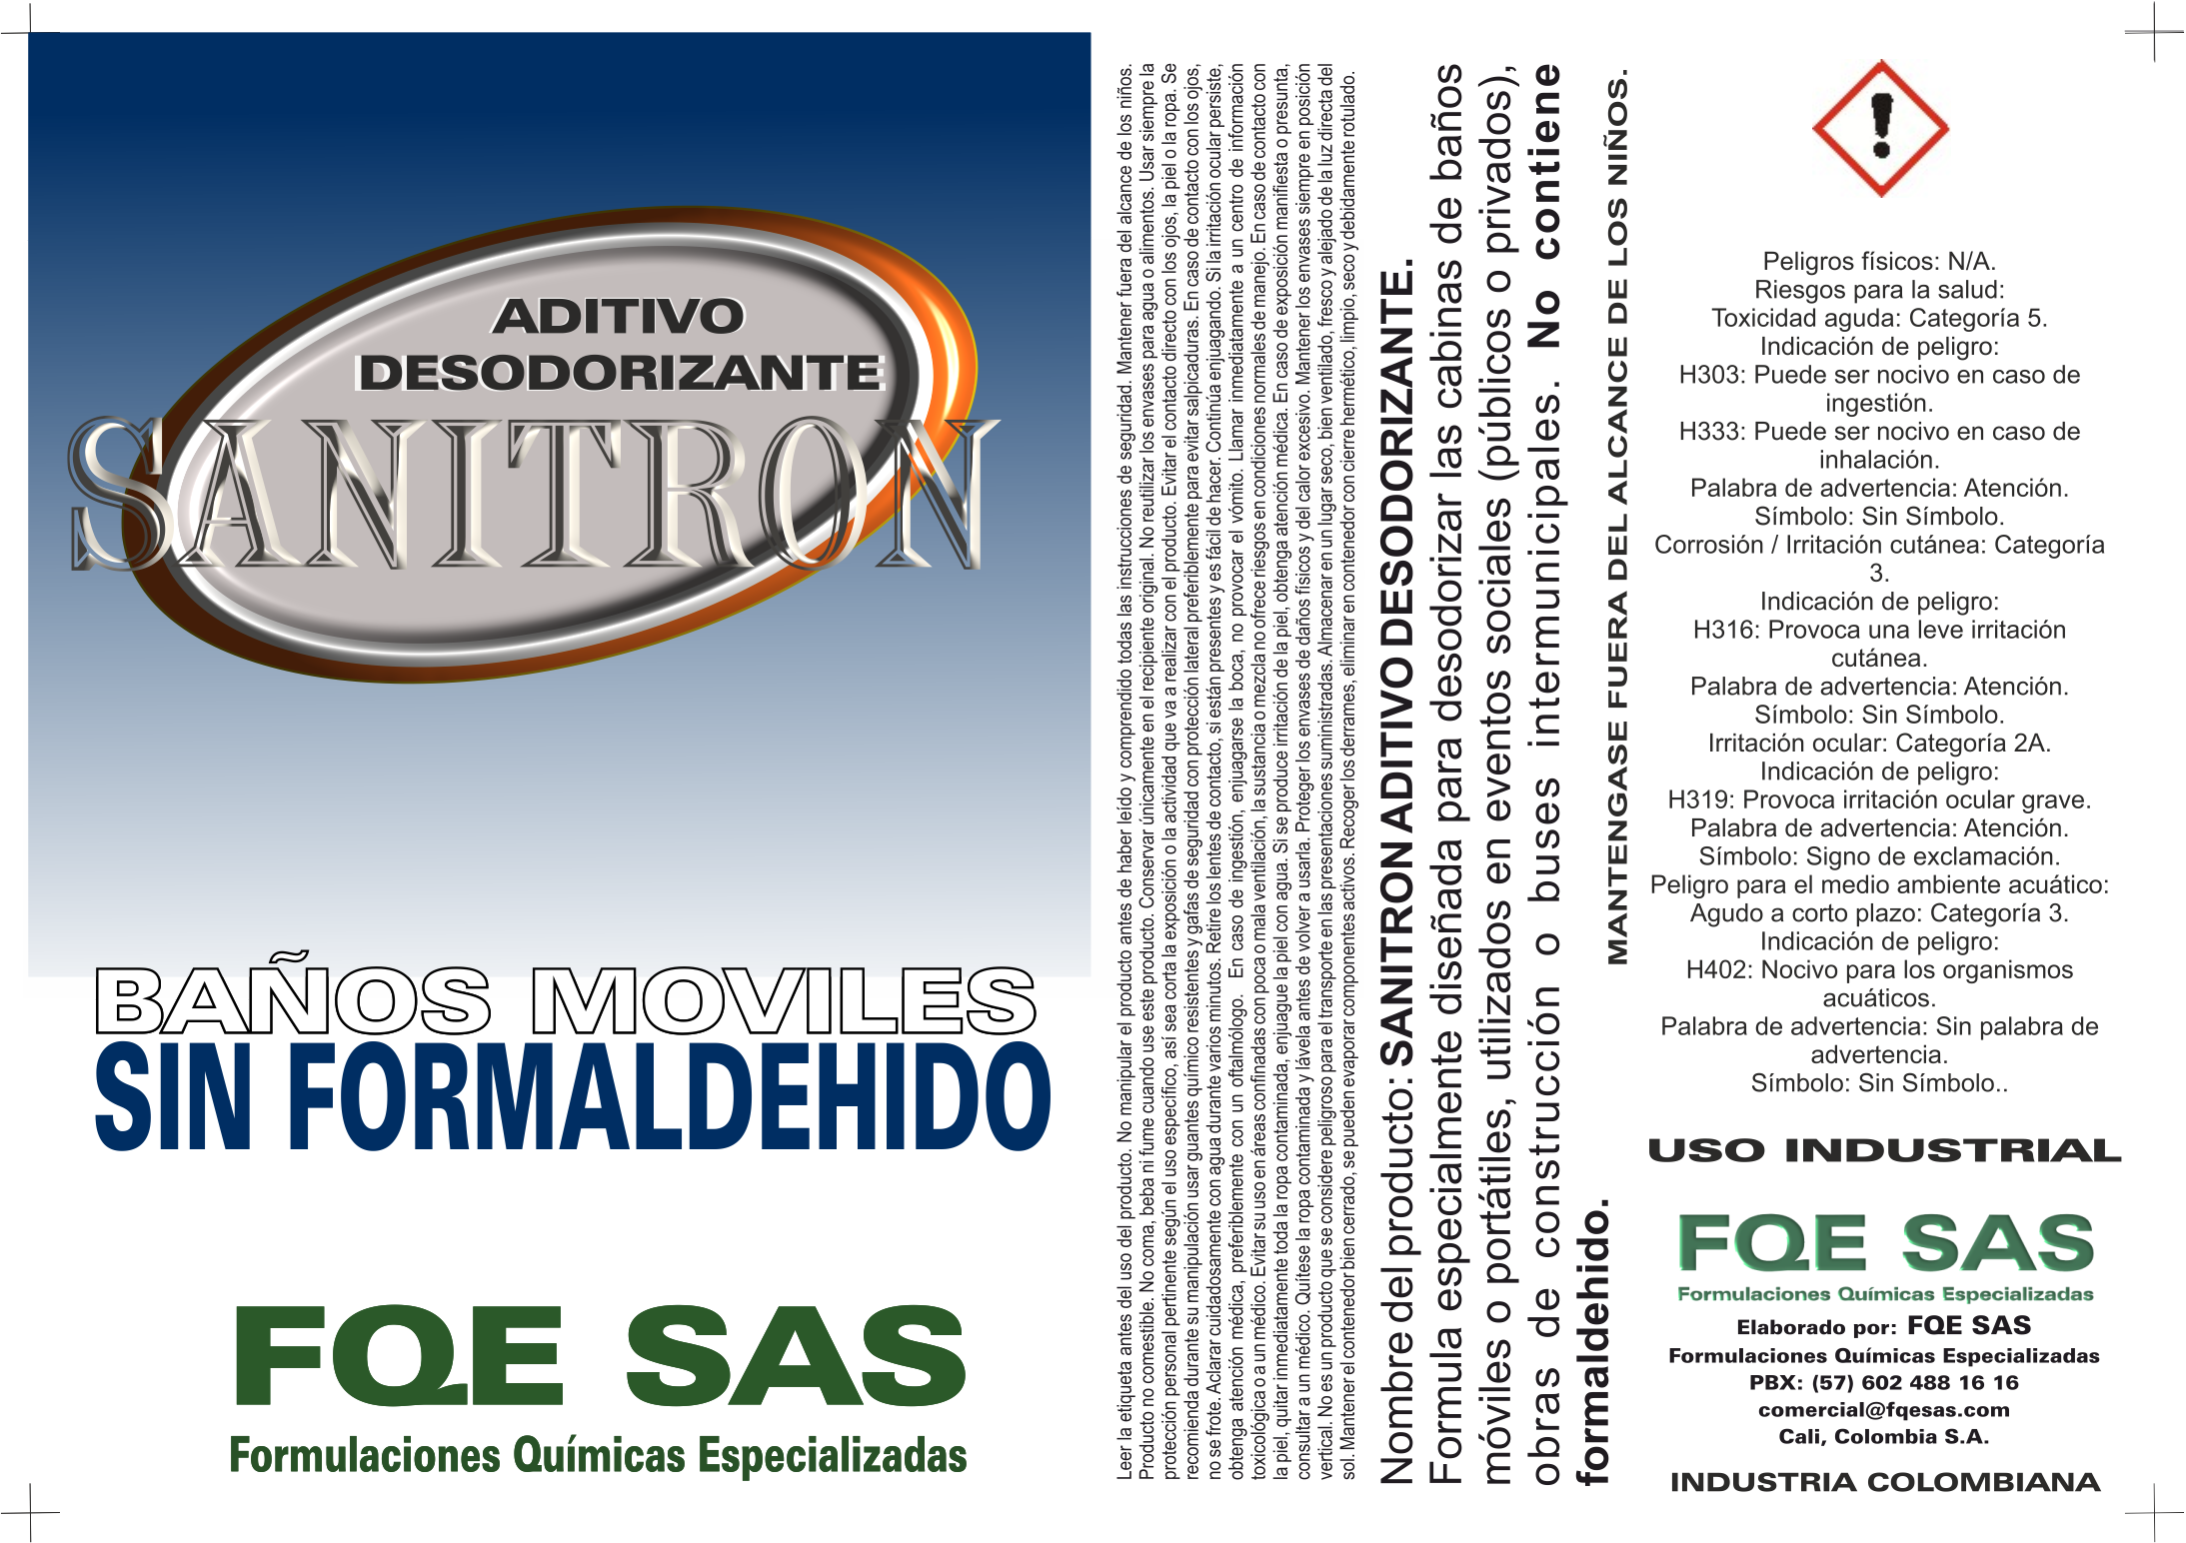 ADITIVO
DESODORIZANTE
SANITRON
BAÑOS MOVILES
SIN FORMALDEHIDO
FQE SAS
Formulaciones Químicas Especializadas
Leer la etiqueta antes del uso del producto. No manipular el producto antes de haber leído y comprendido todas las instrucciones de seguridad. Mantener fuera del alcance de los niños.
Producto no comestible. No coma, beba ni fume cuando use este producto. Conservar únicamente en el recipiente original. No reutilizar los envases para agua o alimentos. Usar siempre la
protección personal pertinente según el uso específico, así sea corta la exposición o la actividad que va a realizar con el producto. Evitar el contacto directo con los ojos, la piel o la ropa. Se
recomienda durante su manipulación usar guantes químico resistentes y gafas de seguridad con protección lateral preferiblemente para evitar salpicaduras. En caso de contacto con los ojos,
no se frote. Aclarar cuidadosamente con agua durante varios minutos. Retire los lentes de contacto, si están presentes y es fácil de hacer. Continúa enjuagando. Si la irritación ocular persiste,
obtenga atención médica, preferiblemente con un oftalmólogo. En caso de ingestión, enjuagarse la boca, no provocar el vómito. Llamar inmediatamente a un centro de información
toxicológica o a un médico. Evitar su uso en áreas confinadas con poca o mala ventilación, la sustancia o mezcla no ofrece riesgos en condiciones normales de manejo. En caso de contacto con
la piel, quitar inmediatamente toda la ropa contaminada, enjuague la piel con agua. Si se produce irritación de la piel, obtenga atención médica. En caso de exposición manifiesta o presunta,
consultar a un médico. Quítese la ropa contaminada y lávela antes de volver a usarla. Proteger los envases de daños físicos y del calor excesivo. Mantener los envases siempre en posición
vertical. No es un producto que se considere peligroso para el transporte en las presentaciones suministradas. Almacenar en un lugar seco, bien ventilado, fresco y alejado de la luz directa del
sol. Mantener el contenedor bien cerrado, se pueden evaporar componentes activos. Recoger los derrames, eliminar en contenedor con cierre hermético, limpio, seco y debidamente rotulado.
Nombre del producto: SANITRON ADITIVO DESODORIZANTE.
Formula especialmente diseñada para desodorizar las cabinas de baños
móviles o portátiles, utilizados en eventos sociales (públicos o privados),
obras de construcción o buses intermunicipales. No contiene
formaldehido.
MANTENGASE FUERA DEL ALCANCE DE LOS NIÑOS.
Peligros físicos: N/A.
Riesgos para la salud:
Toxicidad aguda: Categoría 5.
Indicación de peligro:
H303: Puede ser nocivo en caso de
ingestión.
H333: Puede ser nocivo en caso de
inhalación.
Palabra de advertencia: Atención.
Símbolo: Sin Símbolo.
Corrosión / Irritación cutánea: Categoría
3.
Indicación de peligro:
H316: Provoca una leve irritación
cutánea.
Palabra de advertencia: Atención.
Símbolo: Sin Símbolo.
Irritación ocular: Categoría 2A.
Indicación de peligro:
H319: Provoca irritación ocular grave.
Palabra de advertencia: Atención.
Símbolo: Signo de exclamación.
Peligro para el medio ambiente acuático:
Agudo a corto plazo: Categoría 3.
Indicación de peligro:
H402: Nocivo para los organismos
acuáticos.
Palabra de advertencia: Sin palabra de
advertencia.
Símbolo: Sin Símbolo..
USO INDUSTRIAL
FQE SAS
Formulaciones Químicas Especializadas
Elaborado por: FQE SAS
Formulaciones Químicas Especializadas
PBX: (57) 602 488 16 16
comercial@fqesas.com
Cali, Colombia S.A.
INDUSTRIA COLOMBIANA